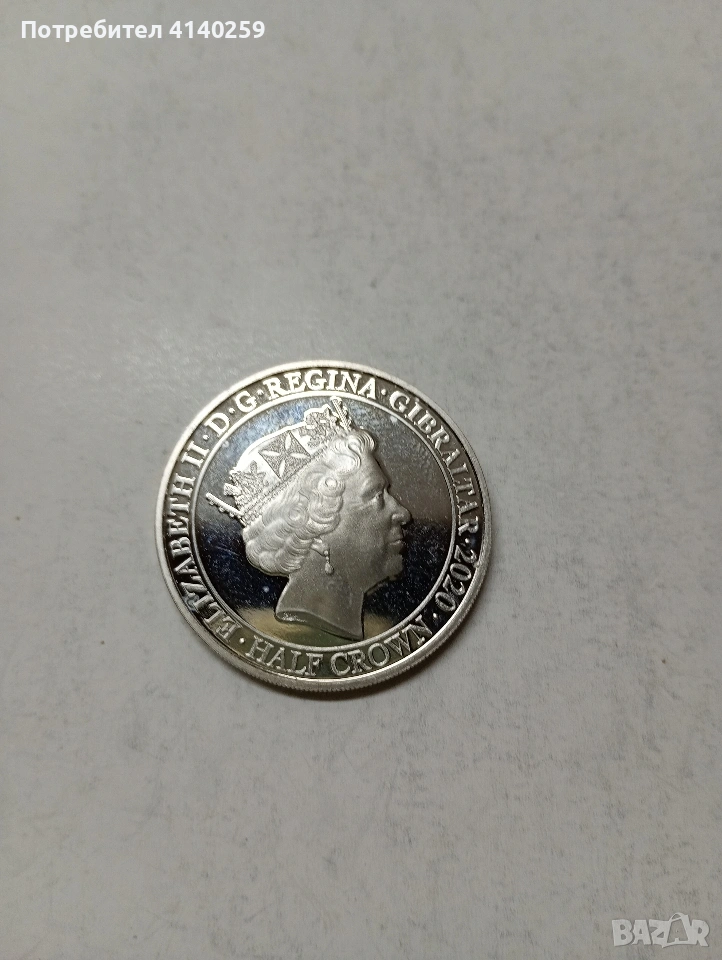 Потребител 4140259
ELIZABETH II · D · G · REGINA · GIBRALTAR · 2020 ·
HALF CROWN ·
BAZAR